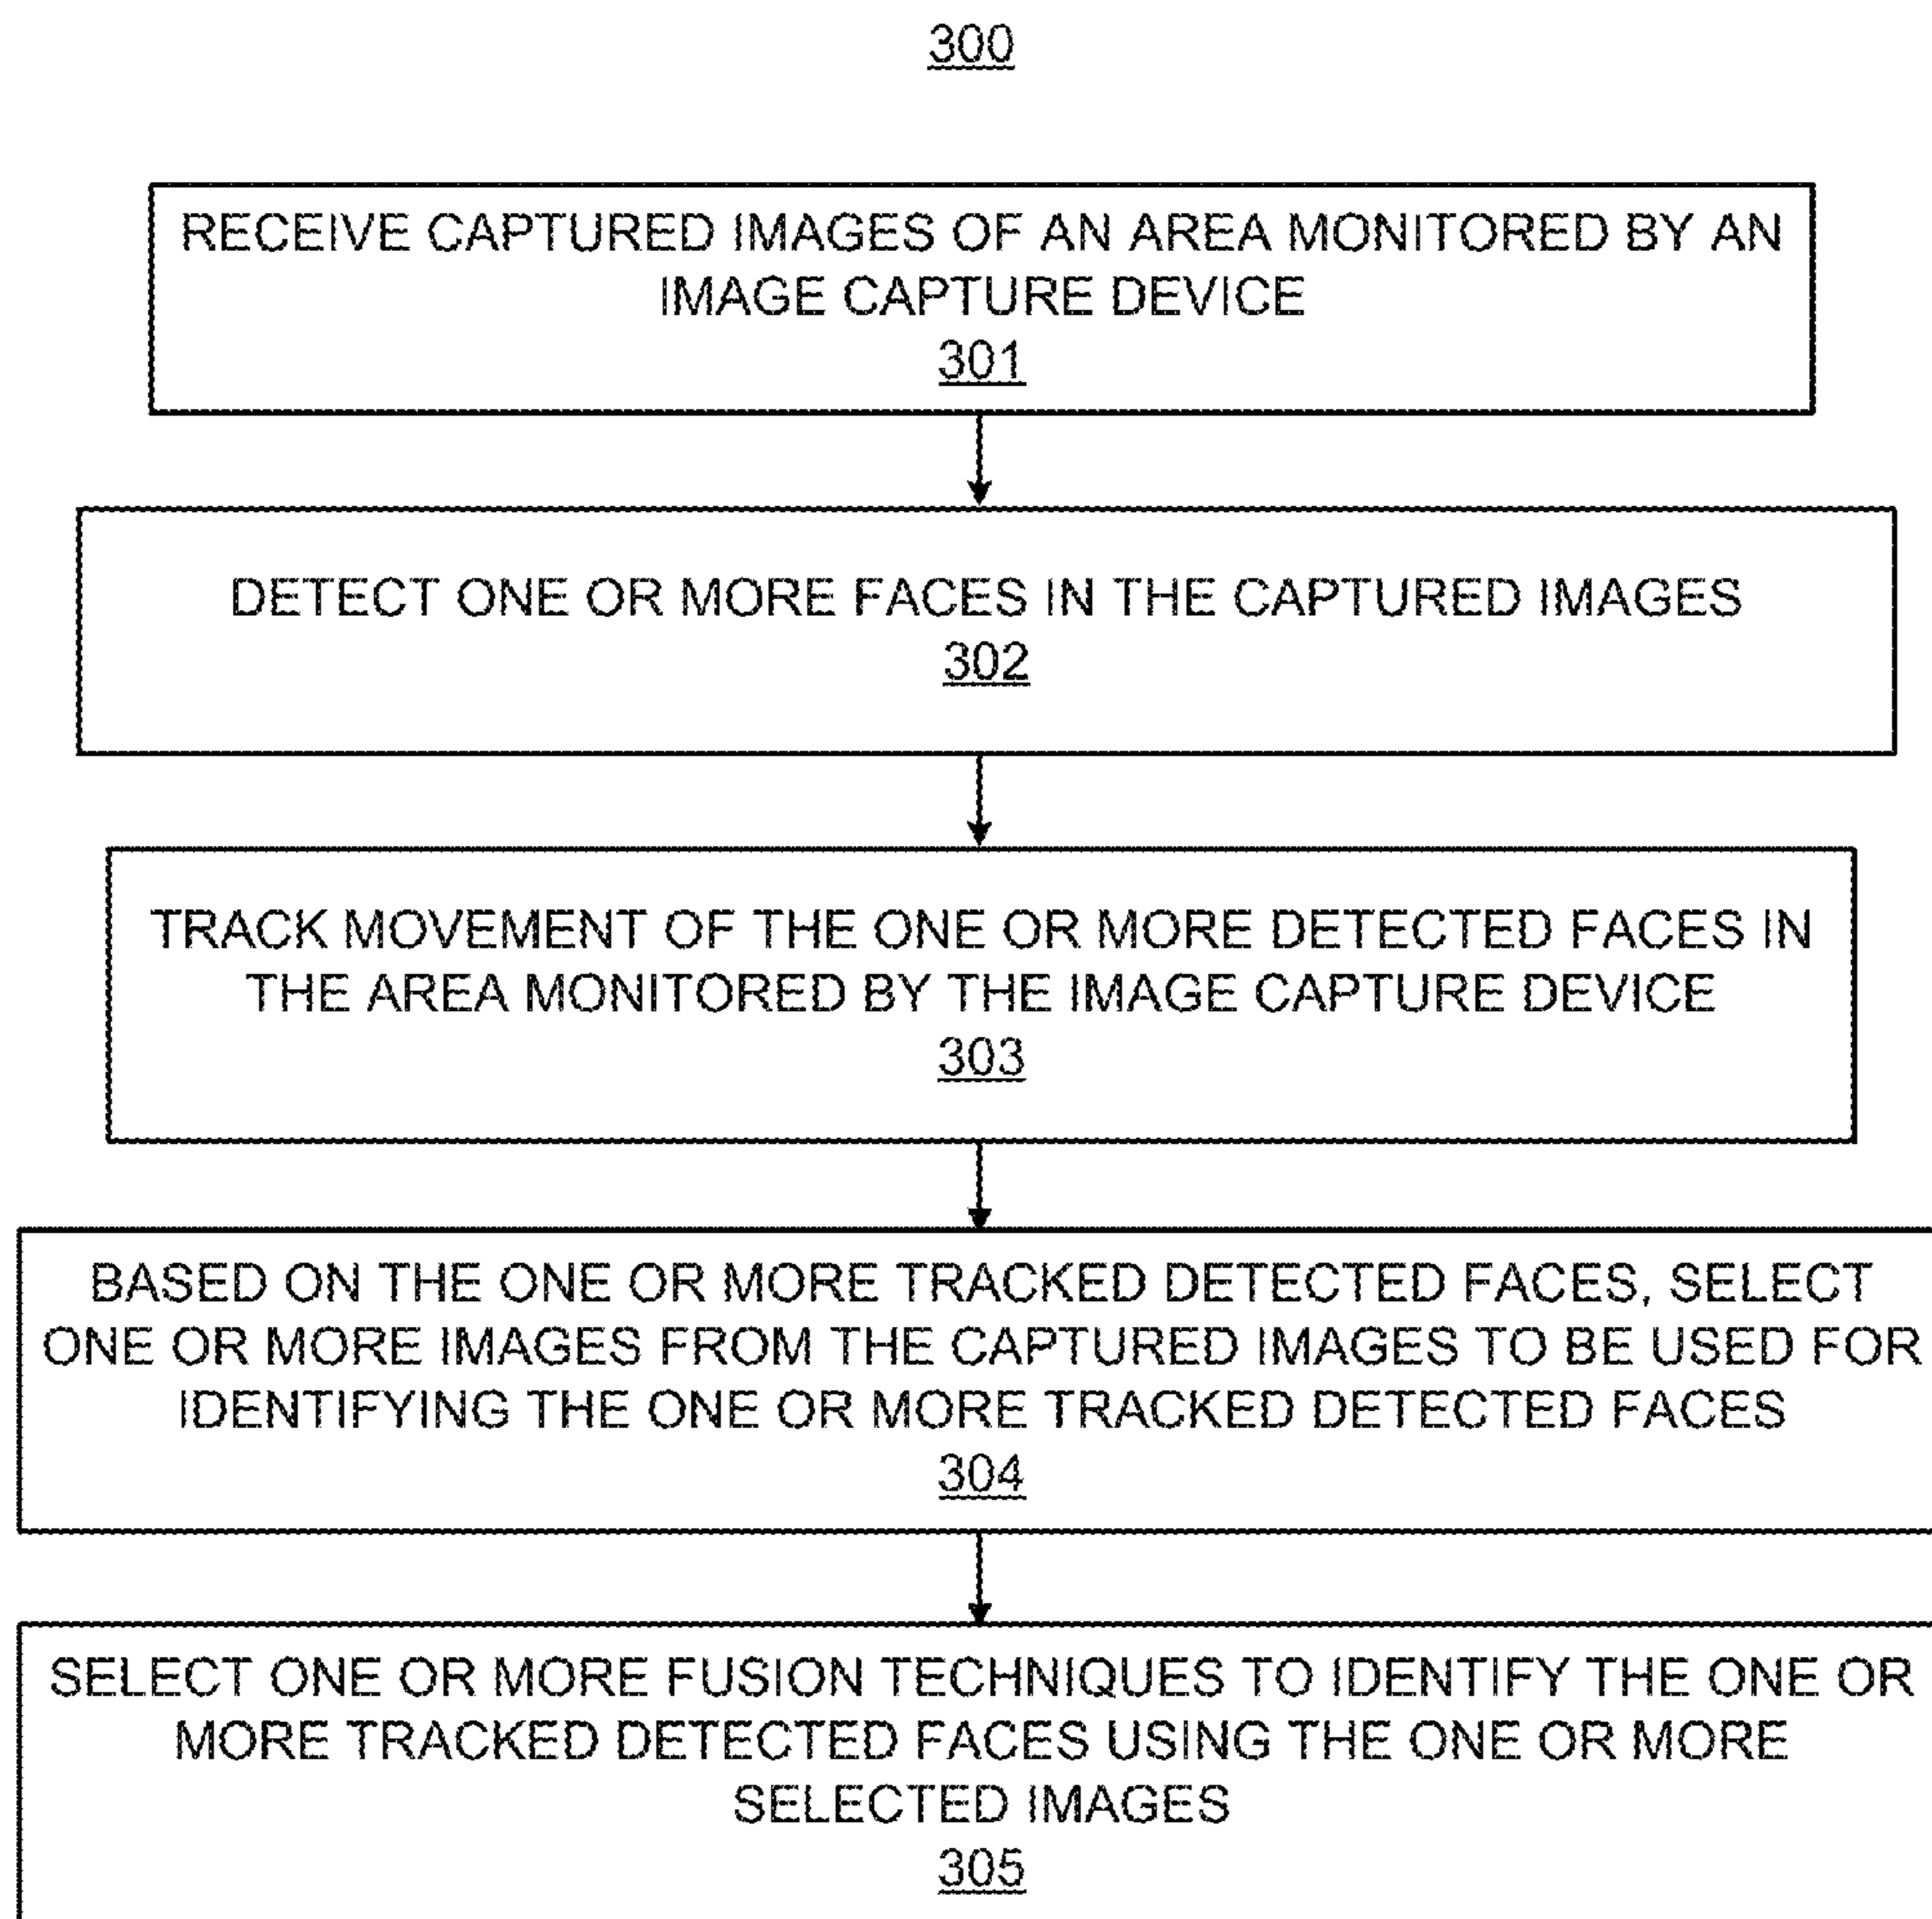 300
RECEIVE CAPTURED IMAGES OF AN AREA MONITORED BY AN
IMAGE CAPTURE DEVICE
301
DETECT ONE OR MORE FACES IN THE CAPTURED IMAGES
302
TRACK MOVEMENT OF THE ONE OR MORE DETECTED FACES IN
THE AREA MONITORED BY THE IMAGE CAPTURE DEVICE
303
BASED ON THE ONE OR MORE TRACKED DETECTED FACES, SELECT
ONE OR MORE IMAGES FROM THE CAPTURED IMAGES TO BE USED FOR
IDENTIFYING THE ONE OR MORE TRACKED DETECTED FACES
304
SELECT ONE OR MORE FUSION TECHNIQUES TO IDENTIFY THE ONE OR
MORE TRACKED DETECTED FACES USING THE ONE OR MORE
SELECTED IMAGES
305